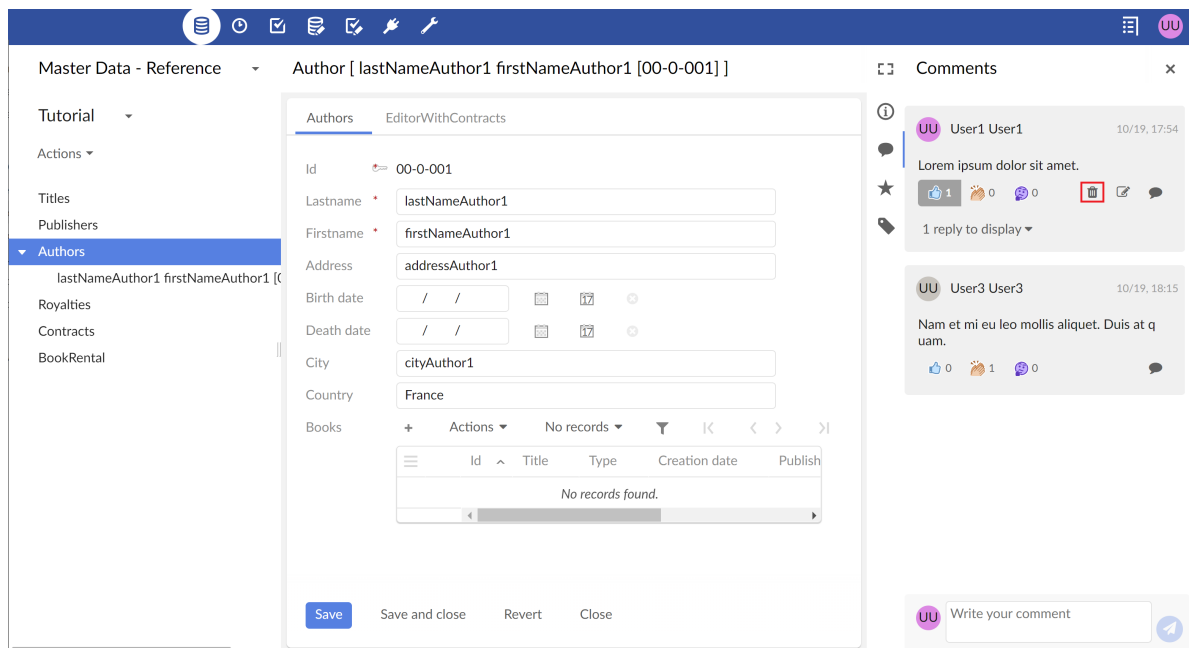 UU
Master Data - Reference
Author [ lastNameAuthor1 firstNameAuthor1 [00-0-001] ]
Comments
Tutorial
Actions
Titles
Publishers
Authors
lastNameAuthor1 firstNameAuthor1 [
Royalties
Contracts
BookRental
Authors EditorWithContracts
Id 00-0-001
Lastname * lastNameAuthor1
Firstname * firstNameAuthor1
Address addressAuthor1
Birth date / / 17
Death date / / 17
City cityAuthor1
Country France
Books + Actions No records
Id Title Type Creation date Publish
No records found.
Save Save and close Revert Close
UU User1 User1 10/19, 17:54
Lorem ipsum dolor sit amet.
1 0 0
1 reply to display
UU User3 User3 10/19, 18:15
Nam et mi eu leo mollis aliquet. Duis at q
uam.
0 1 0
UU Write your comment